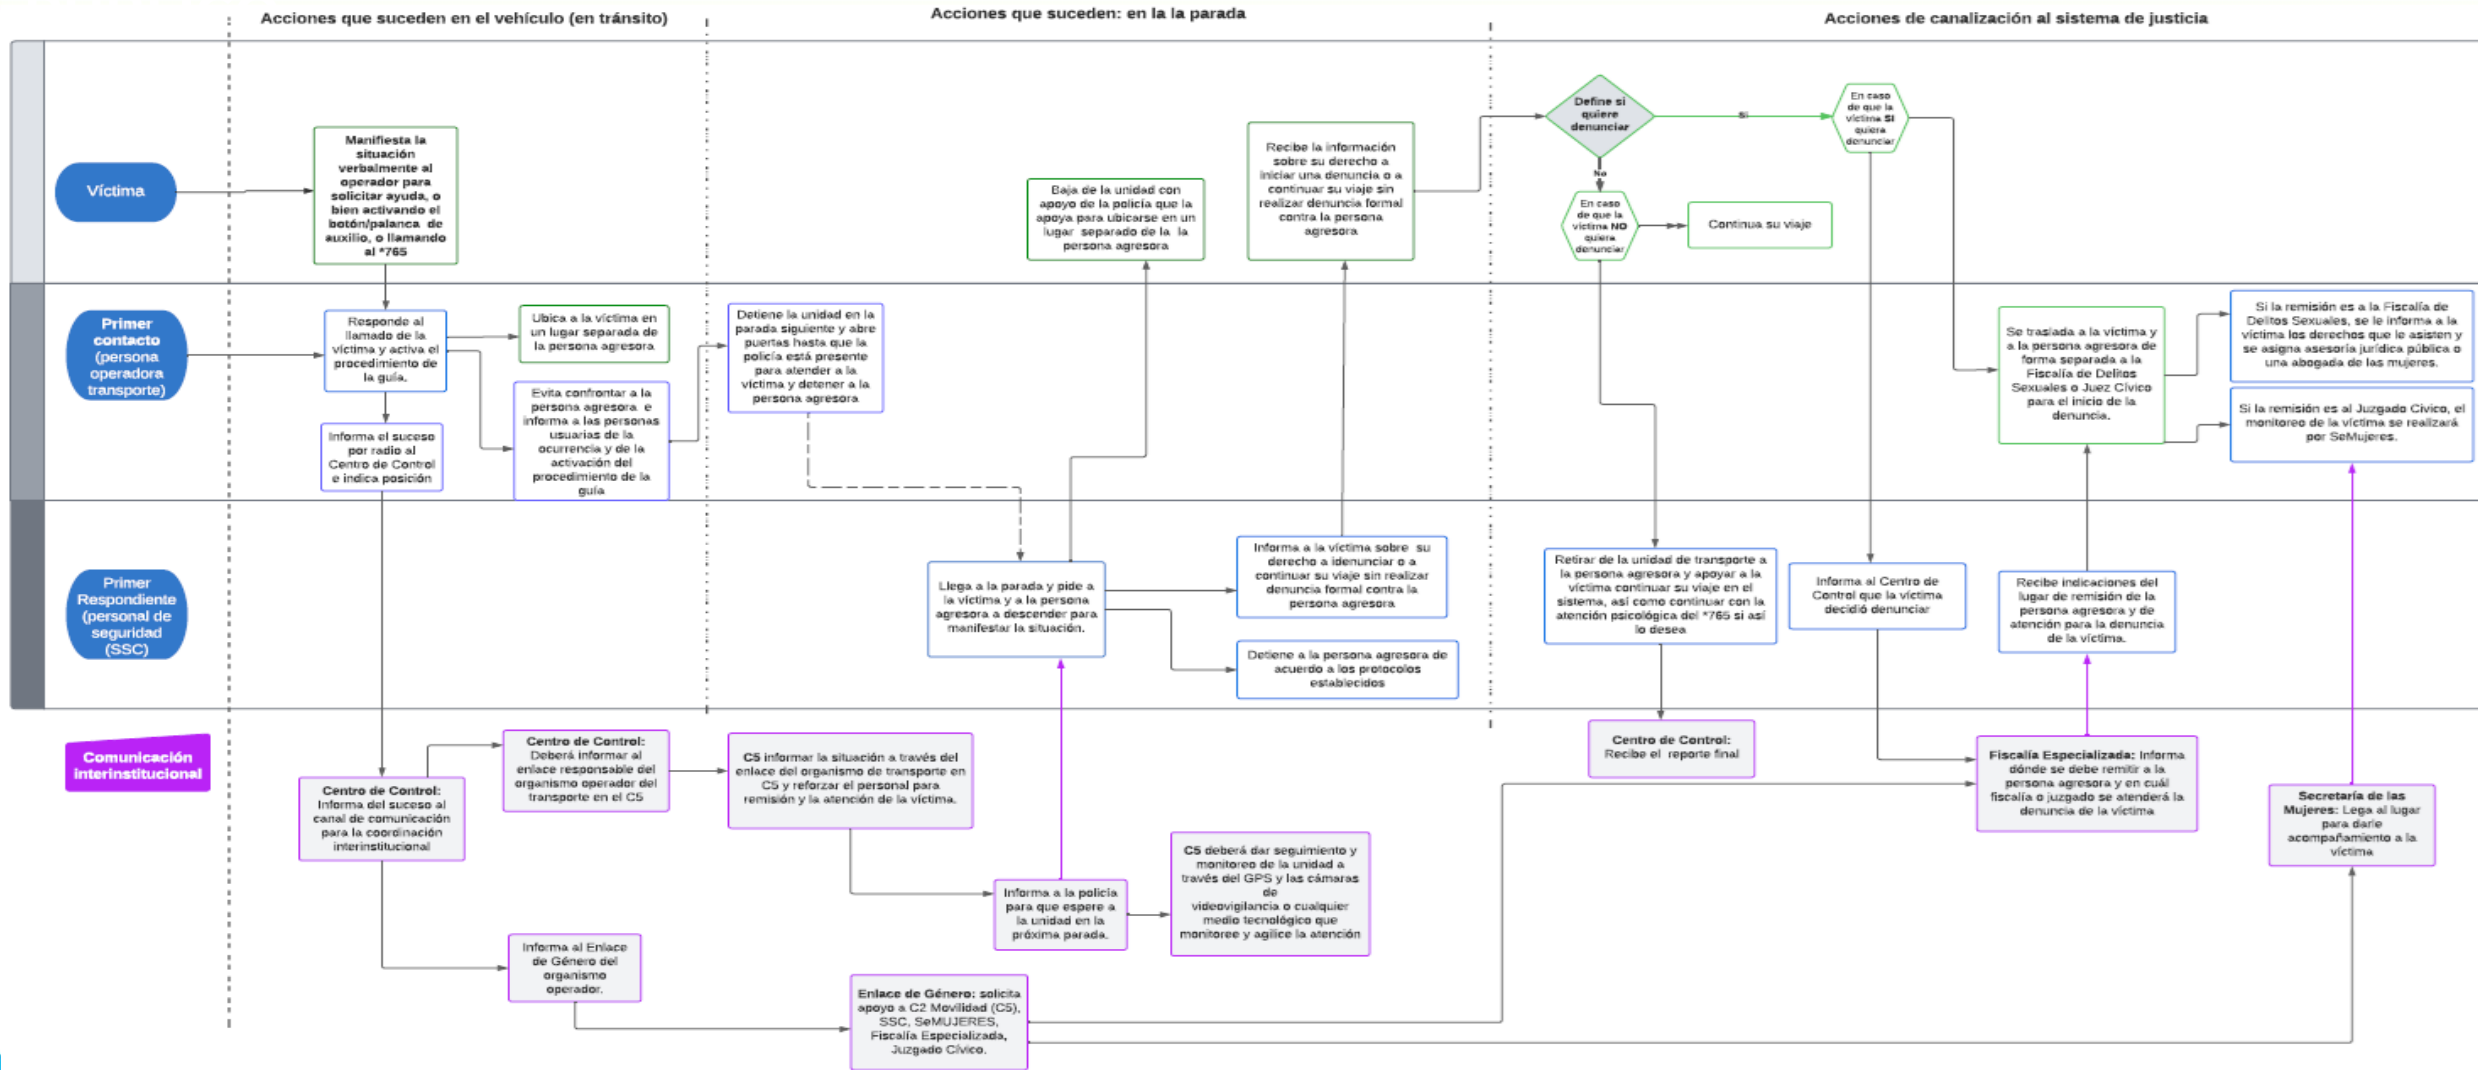 Acciones que suceden en el vehículo (en tránsito)
Acciones que suceden: en la la parada
Acciones de canalización al sistema de justicia
Víctima
Manifiesta la
situación
verbalmente al
operador para
solicitar ayuda, o
bien activando el
botón/palanca de
auxilio, o llamando
al *765
Baja de la unidad con
apoyo de la policía que la
apoya para ubicarse en un
lugar separado de la la
persona agresora
Recibe la información
sobre su derecho a
iniciar una denuncia o a
continuar su viaje sin
realizar denuncia formal
contra la persona
agresora
Define si
quiere
denunciar
Si
No
En caso
de que la
víctima SI
quiera
denunciar
En caso
de que la
víctima NO
quiera
denunciar
Continua su viaje
Primer
contacto
(persona
operadora
transporte)
Responde al
llamado de la
víctima y activa el
procedimiento de
la guía.
Ubica a la víctima en
un lugar separada de
la persona agresora
Evita confrontar a la
persona agresora e
informa a las personas
usuarias de la
ocurrencia y de la
activación del
procedimiento de la
guía
Informa el suceso
por radio al
Centro de Control
e indica posición
Detiene la unidad en la
parada siguiente y abre
puertas hasta que la
policía está presente
para atender a la
víctima y detener a la
persona agresora
Se traslada a la víctima y
a la persona agresora de
forma separada a la
Fiscalía de Delitos
Sexuales o Juez Cívico
para el inicio de la
denuncia.
Si la remisión es a la Fiscalía de
Delitos Sexuales, se le informa a la
víctima los derechos que le asisten y
se asigna asesoría jurídica pública o
una abogada de las mujeres.
Si la remisión es al Juzgado Cívico, el
monitoreo de la víctima se realizará
por SeMujeres.
Primer
Respondiente
(personal de
seguridad
(SSC)
Llega a la parada y pide a
la víctima y a la persona
agresora a descender para
manifestar la situación.
Informa a la víctima sobre su
derecho a idenunciar o a
continuar su viaje sin realizar
denuncia formal contra la
persona agresora
Detiene a la persona agresora de
acuerdo a los protocolos
establecidos
Retirar de la unidad de transporte a
la persona agresora y apoyar a la
víctima continuar su viaje en el
sistema, así como continuar con la
atención psicológica del *765 si así
lo desea
Informa al Centro de
Control que la víctima
decidió denunciar
Recibe indicaciones del
lugar de remisión de la
persona agresora y de
atención para la denuncia
de la víctima.
Comunicación
interinstitucional
Centro de Control:
Informa del suceso al
canal de comunicación
para la coordinación
interinstitucional
Centro de Control:
Deberá informar al
enlace responsable del
organismo operador del
transporte en el C5
C5 informar la situación a través del
enlace del organismo de transporte en
C5 y reforzar el personal para
remisión y la atención de la víctima.
Informa a la policía
para que espere a
la unidad en la
próxima parada.
C5 deberá dar seguimiento y
monitoreo de la unidad a
través del GPS y las cámaras
de
videovigilancia o cualquier
medio tecnológico que
monitoree y agilice la atención
Informa al Enlace
de Género del
organismo
operador.
Enlace de Género: solicita
apoyo a C2 Movilidad (C5),
SSC, SeMUJERES,
Fiscalía Especializada,
Juzgado Cívico.
Centro de Control:
Recibe el reporte final
Fiscalía Especializada: Informa
dónde se debe remitir a la
persona agresora y en cuál
fiscalía o juzgado se atenderá la
denuncia de la víctima
Secretaría de las
Mujeres: Lega al lugar
para darle
acompañamiento a la
víctima